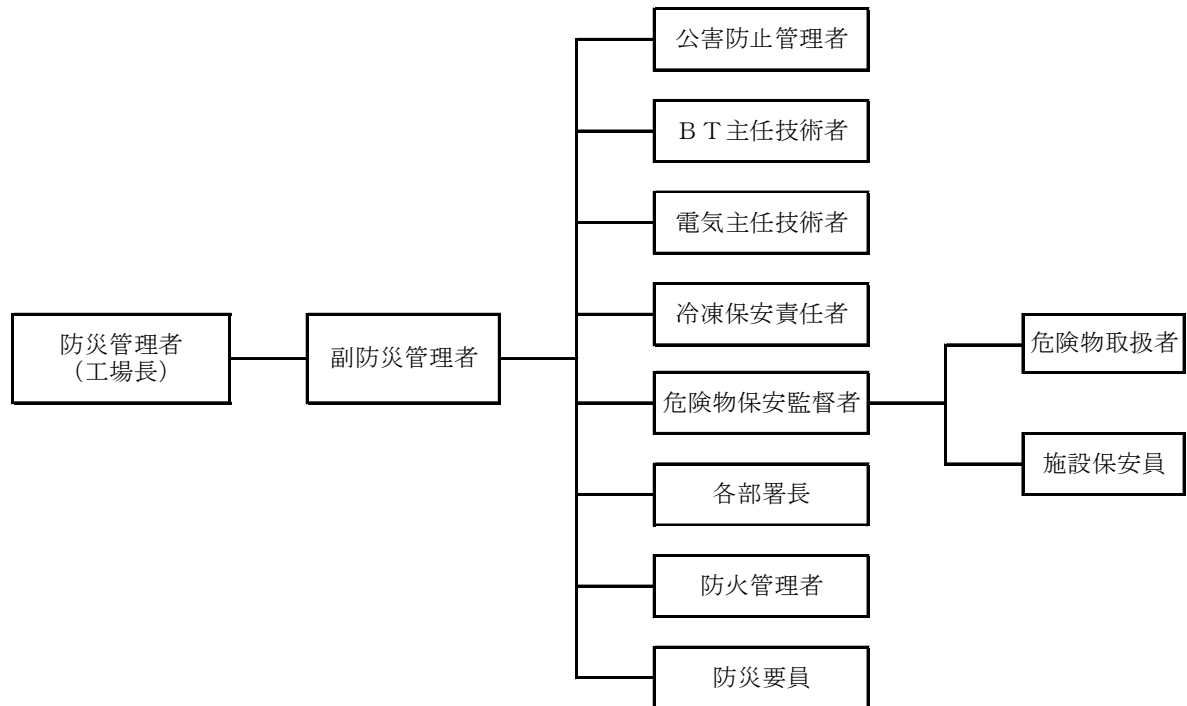 公害防止管理者
ＢＴ主任技術者
電気主任技術者
冷凍保安責任者
防災管理者
（工場長）
副防災管理者
危険物保安監督者
危険物取扱者
施設保安員
各部署長
防火管理者
防災要員